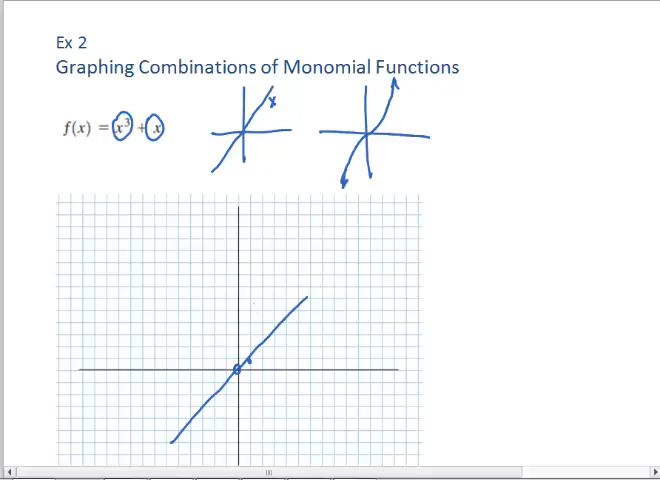 Ex 2
Graphing Combinations of Monomial Functions
f(x) = x³ + x
x